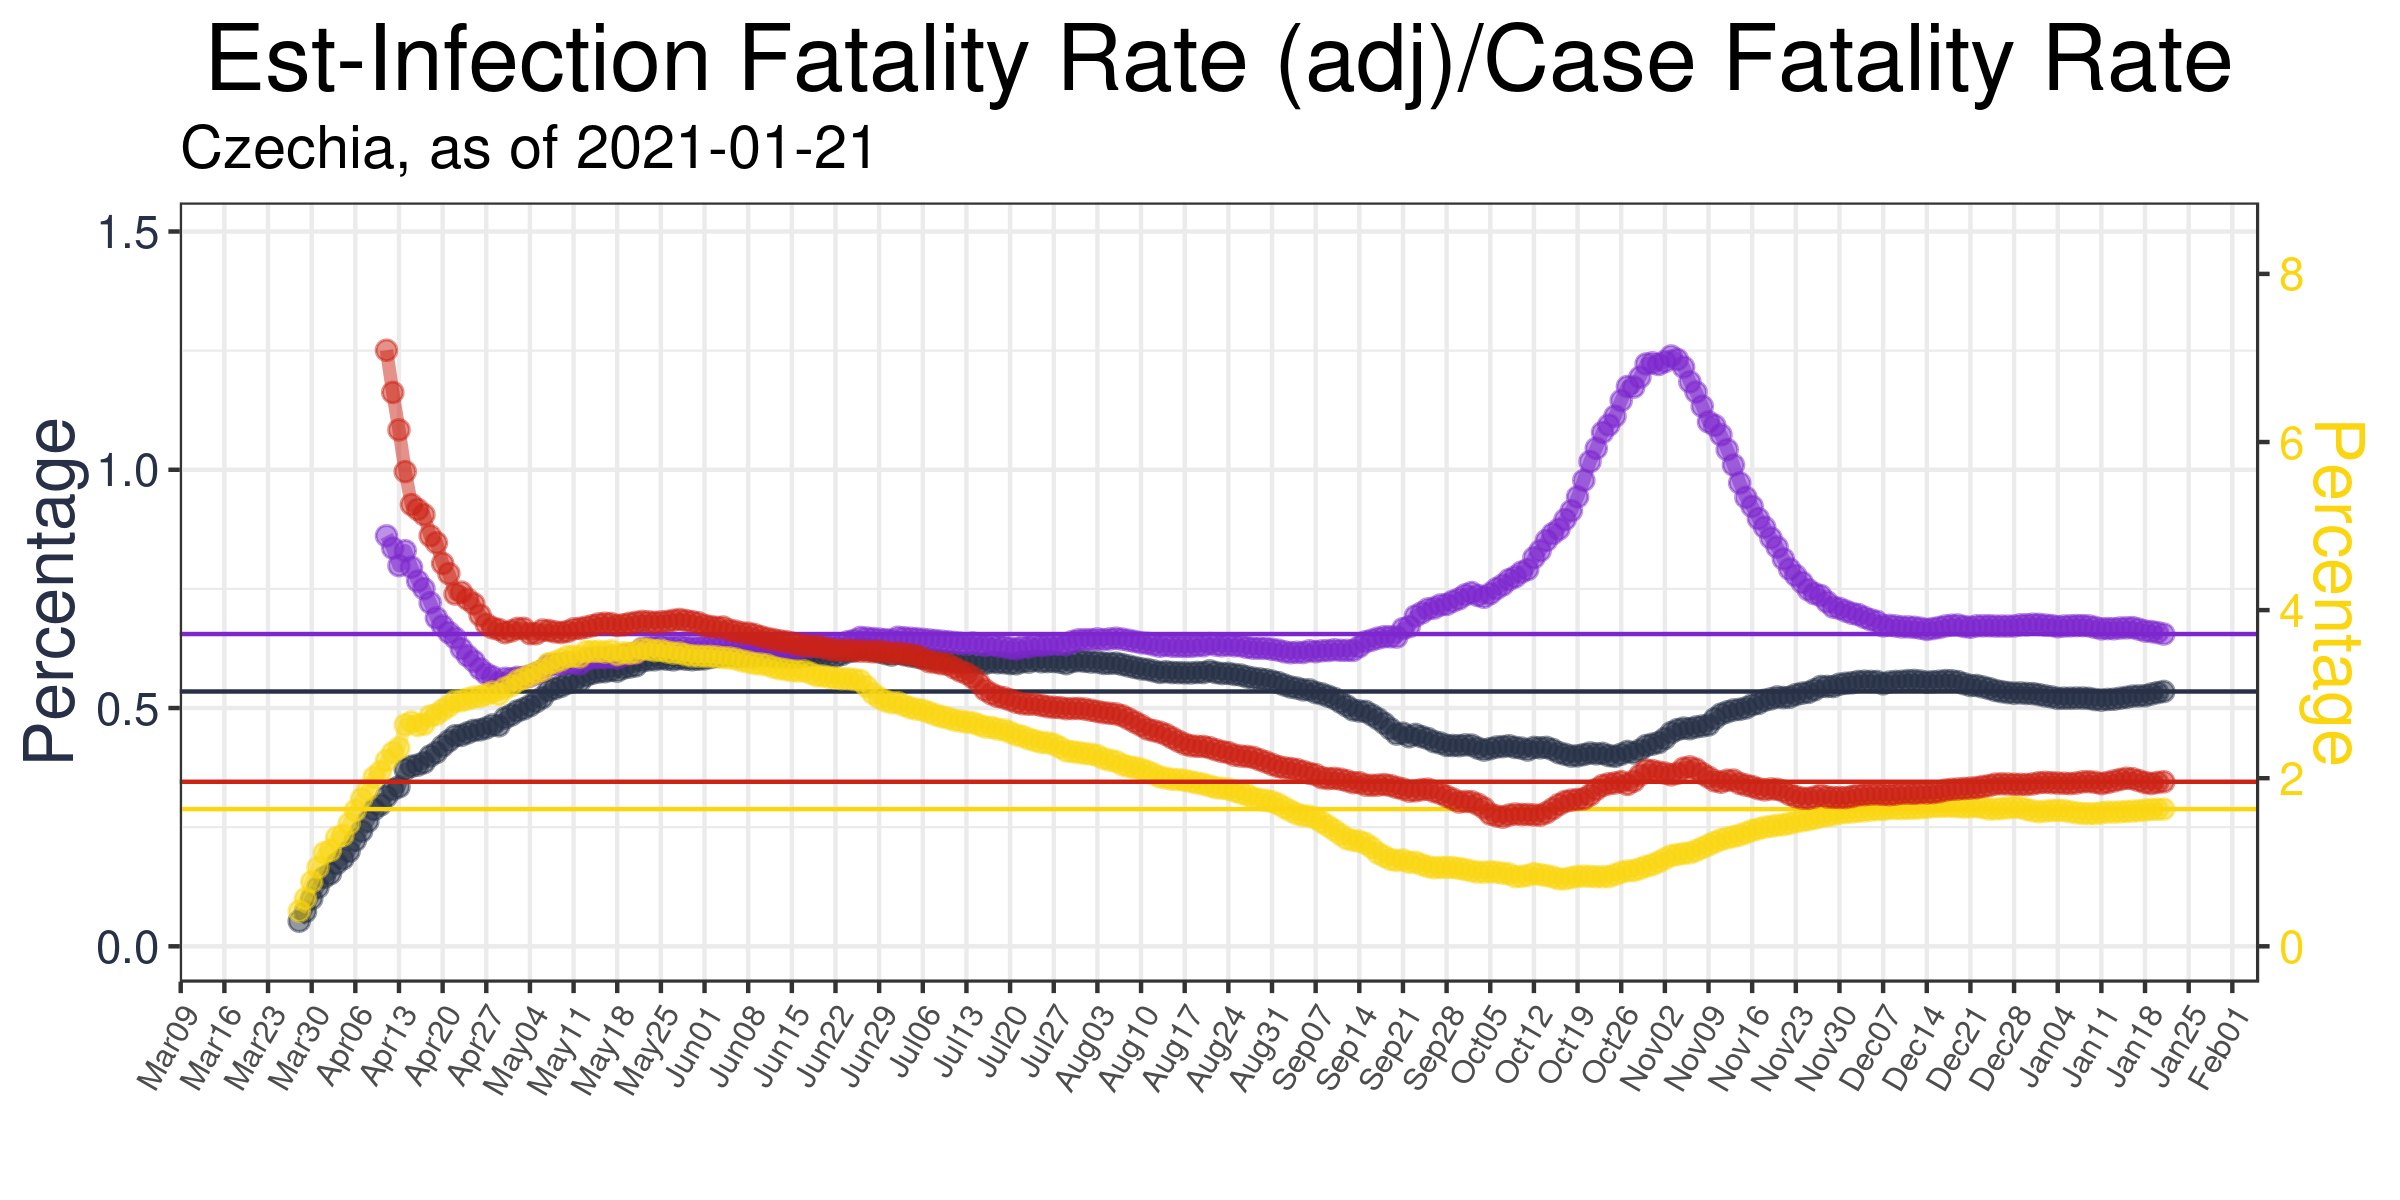 Est-Infection Fatality Rate (adj)/Case Fatality Rate
Czechia, as of 2021-01-21
Percentage
1.5
1.0
0.5
0.0
8
6
4
2
0
Percentage
Mar09
Mar16
Mar23
Mar30
Apr06
Apr13
Apr20
Apr27
May04
May11
May18
May25
Jun01
Jun08
Jun15
Jun22
Jun29
Jul06
Jul13
Jul20
Jul27
Aug03
Aug10
Aug17
Aug24
Aug31
Sep07
Sep14
Sep21
Sep28
Oct05
Oct12
Oct19
Oct26
Nov02
Nov09
Nov16
Nov23
Nov30
Dec07
Dec14
Dec21
Dec28
Jan04
Jan11
Jan18
Jan25
Feb01